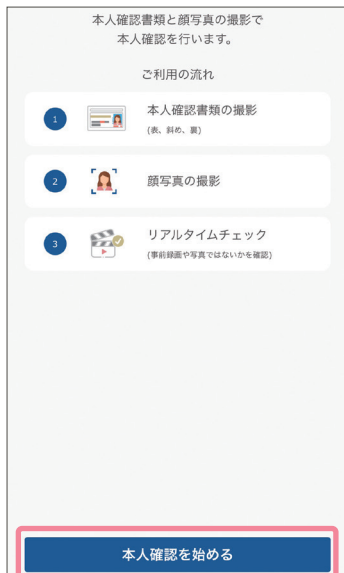 本人確認書類と顔写真の撮影で
本人確認を行います。
ご利用の流れ
1
本人確認書類の撮影
(表、斜め、裏)
2
顔写真の撮影
3
リアルタイムチェック
(事前録画や写真ではないかを確認)
本人確認を始める